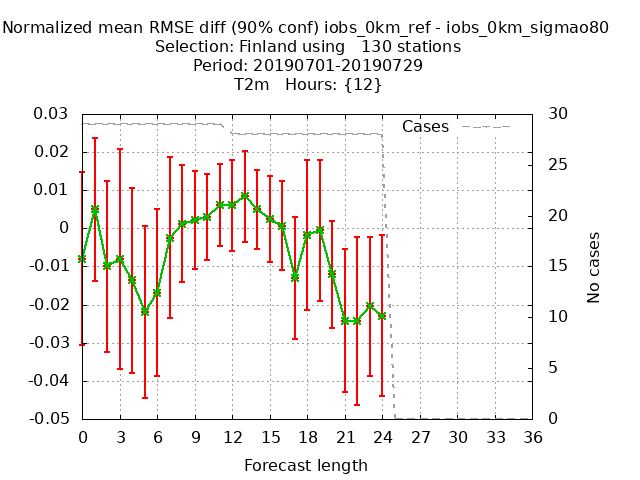 Normalized mean RMSE diff (90% conf) iobs_0km_ref - iobs_0km_sigmao80
Selection: Finland using   130 stations
Period: 20190701-20190729
T2m   Hours: {12}
0.03
0.02
0.01
0
-0.01
-0.02
-0.03
-0.04
-0.05
Cases
30
25
20
15
10
5
0
No cases
0 3 6 9 12 15 18 21 24 27 30 33 36
Forecast length